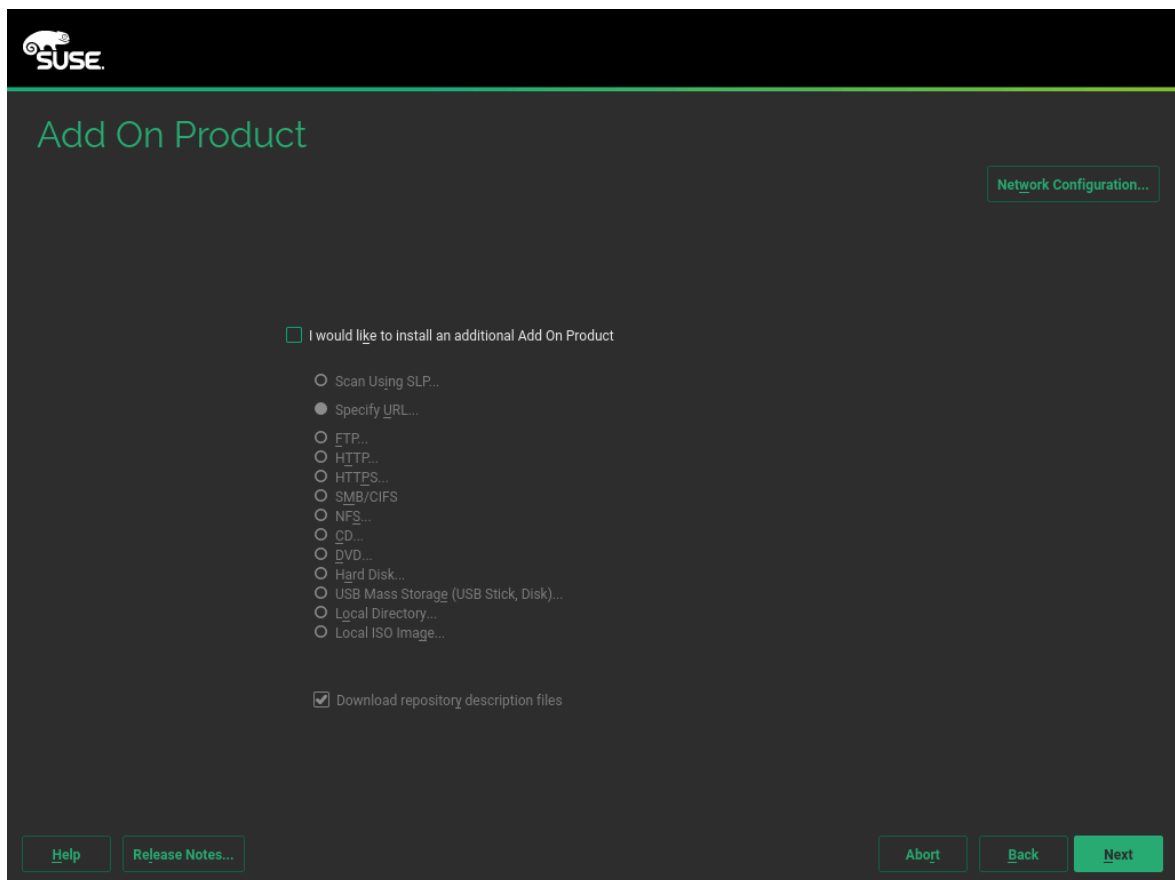 SUSE.
Add On Product
Network Configuration...
I would like to install an additional Add On Product
Scan Using SLP...
Specify URL...
FTP...
HTTP...
HTTPS...
SMB/CIFS
NFS...
CD...
DVD...
Hard Disk...
USB Mass Storage (USB Stick, Disk)...
Local Directory...
Local ISO Image...
Download repository description files
Help Release Notes... Abort Back Next